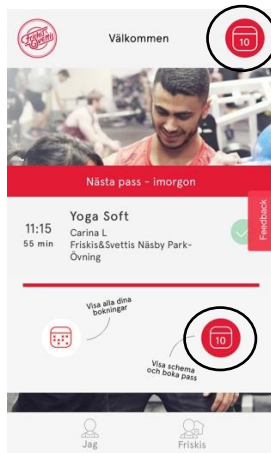 Friskis
Svettis
Välkommen
10
Nästa pass - imorgon
Feedback
11:15
55 min
Yoga Soft
Carina L
Friskis&Svettis Näsby Park-
Övning
Visa alla dina
bokningar
10
Visa schema
och boka pass
Jag
Friskis